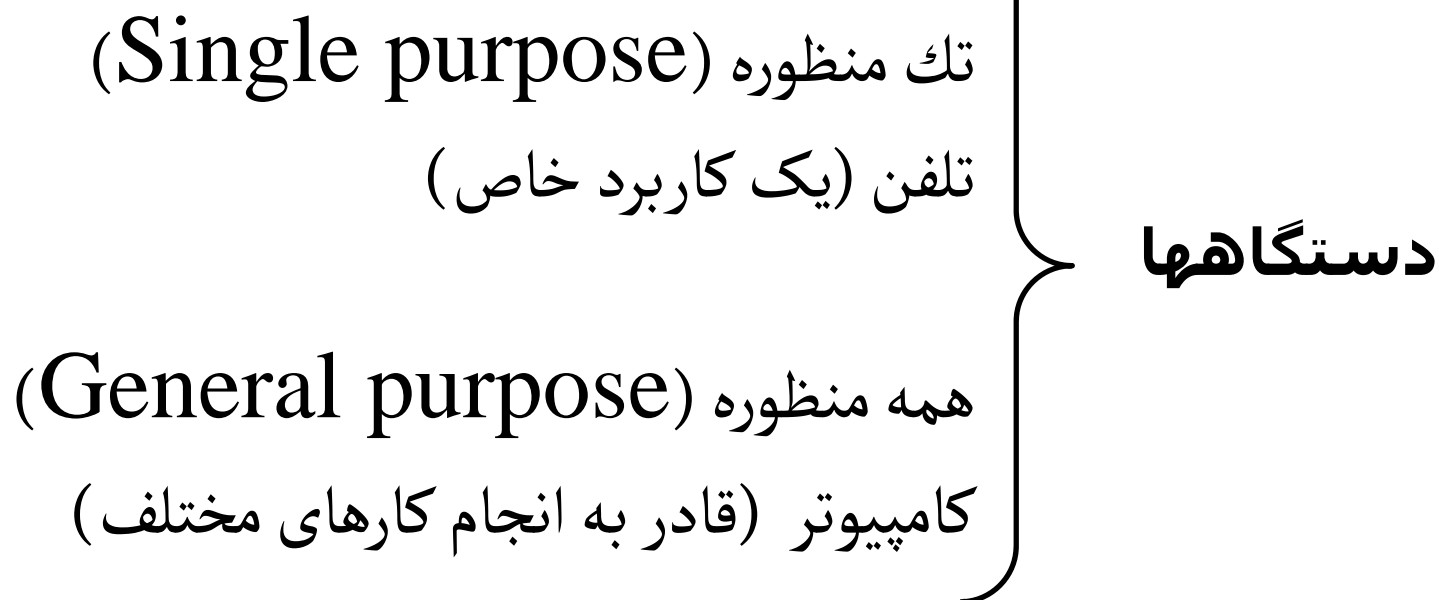 دستگاهها
تك منظوره (Single purpose)
تلفن (یک کاربرد خاص)
همه منظوره (General purpose)
کامپیوتر (قادر به انجام کارهای مختلف)